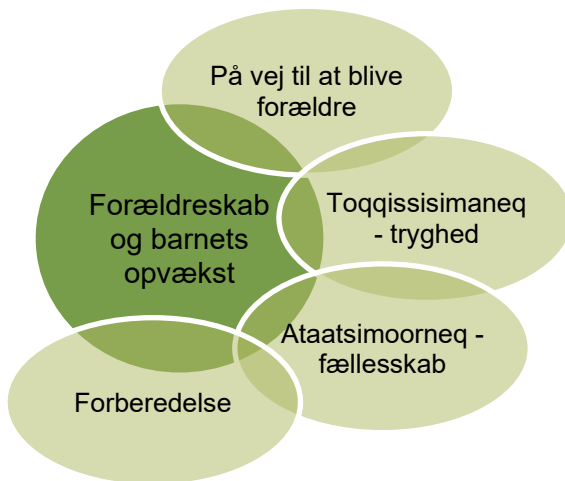 På vej til at blive
forældre
Forældreskab
og barnets
opvækst
Toqqissisimaneq
- tryghed
Ataatsimoorneq -
fællesskab
Forberedelse